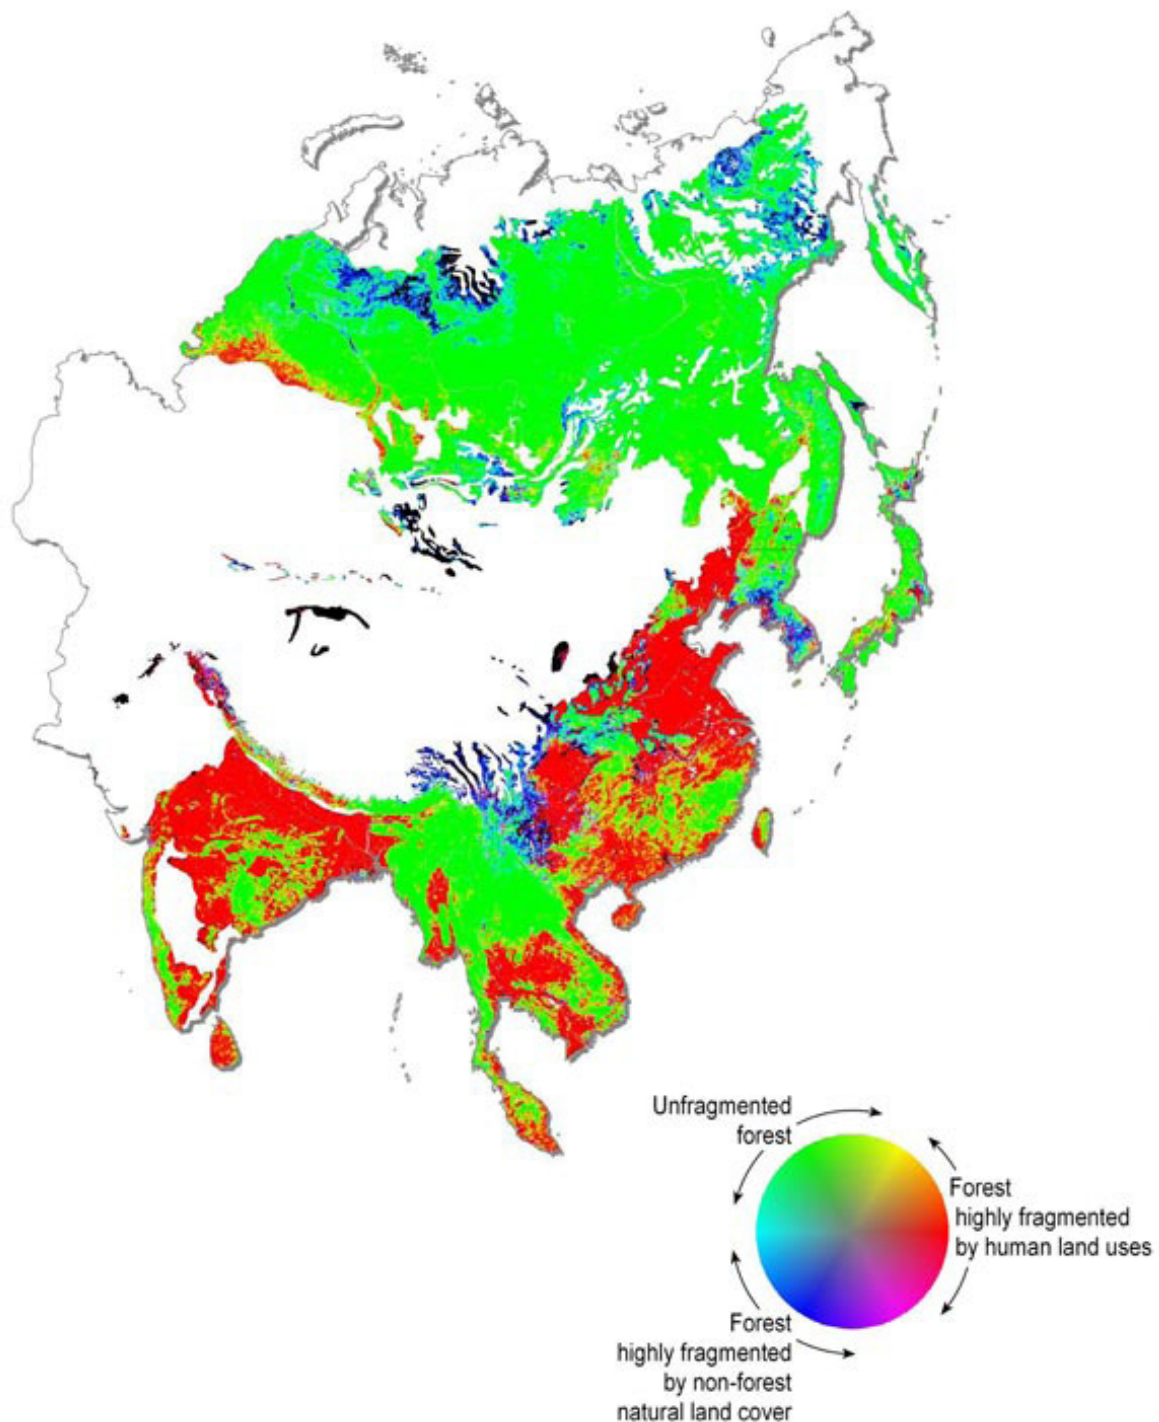 Unfragmented
forest
Forest
highly fragmented
by human land uses
Forest
highly fragmented
by non-forest
natural land cover